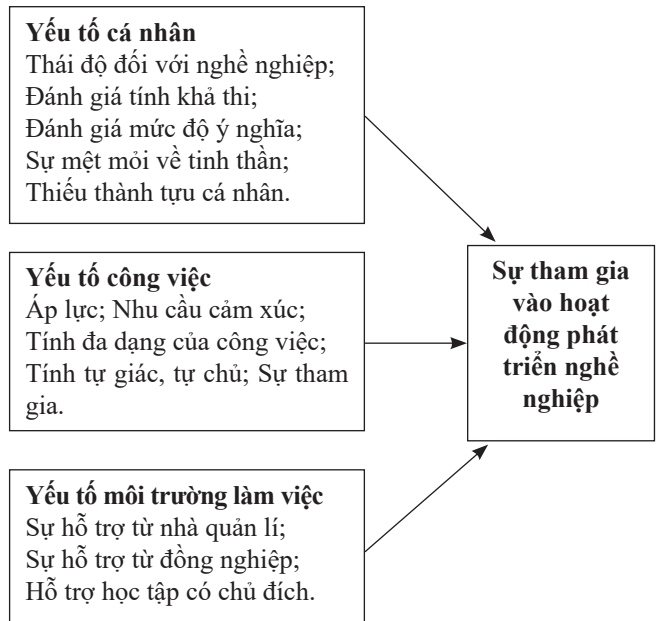 Yếu tố cá nhân
Thái độ đối với nghề nghiệp;
Đánh giá tính khả thi;
Đánh giá mức độ ý nghĩa;
Sự mệt mỏi về tinh thần;
Thiếu thành tựu cá nhân.
Yếu tố công việc
Áp lực; Nhu cầu cảm xúc;
Tính đa dạng của công việc;
Tính tự giác, tự chủ; Sự tham
gia.
Yếu tố môi trường làm việc
Sự hỗ trợ từ nhà quản lí;
Sự hỗ trợ từ đồng nghiệp;
Hỗ trợ học tập có chủ đích.
Sự tham gia
vào hoạt
động phát
triển nghề
nghiệp